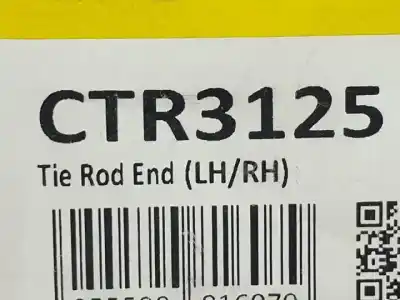 CTR3125
Tie Rod End (LH/RH)